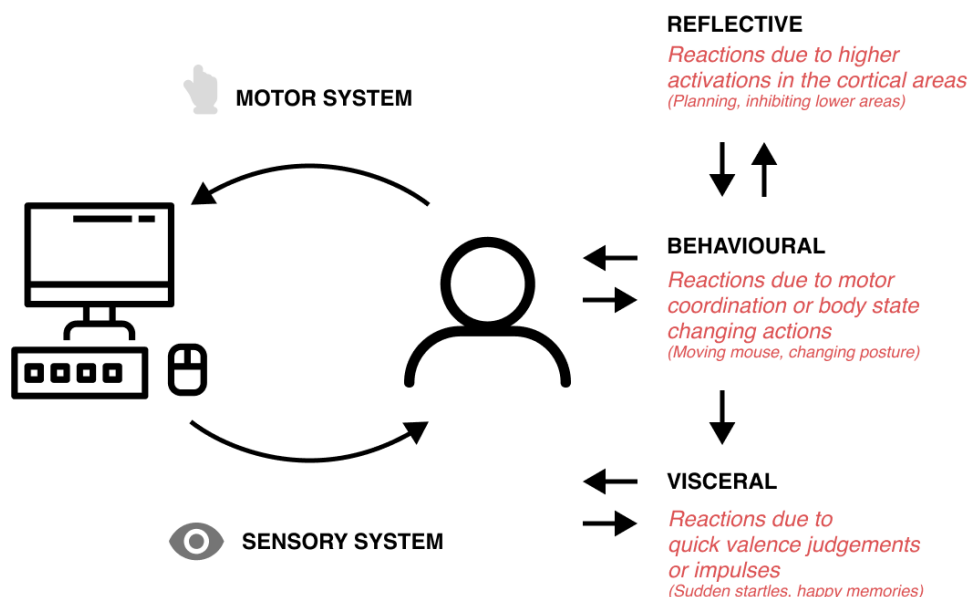 REFLECTIVE
Reactions due to higher
activations in the cortical areas
(Planning, inhibiting lower areas)
MOTOR SYSTEM
BEHAVIOURAL
Reactions due to motor
coordination or body state
changing actions
(Moving mouse, changing posture)
VISCERAL
Reactions due to
quick valence judgements
or impulses
(Sudden startles, happy memories)
SENSORY SYSTEM